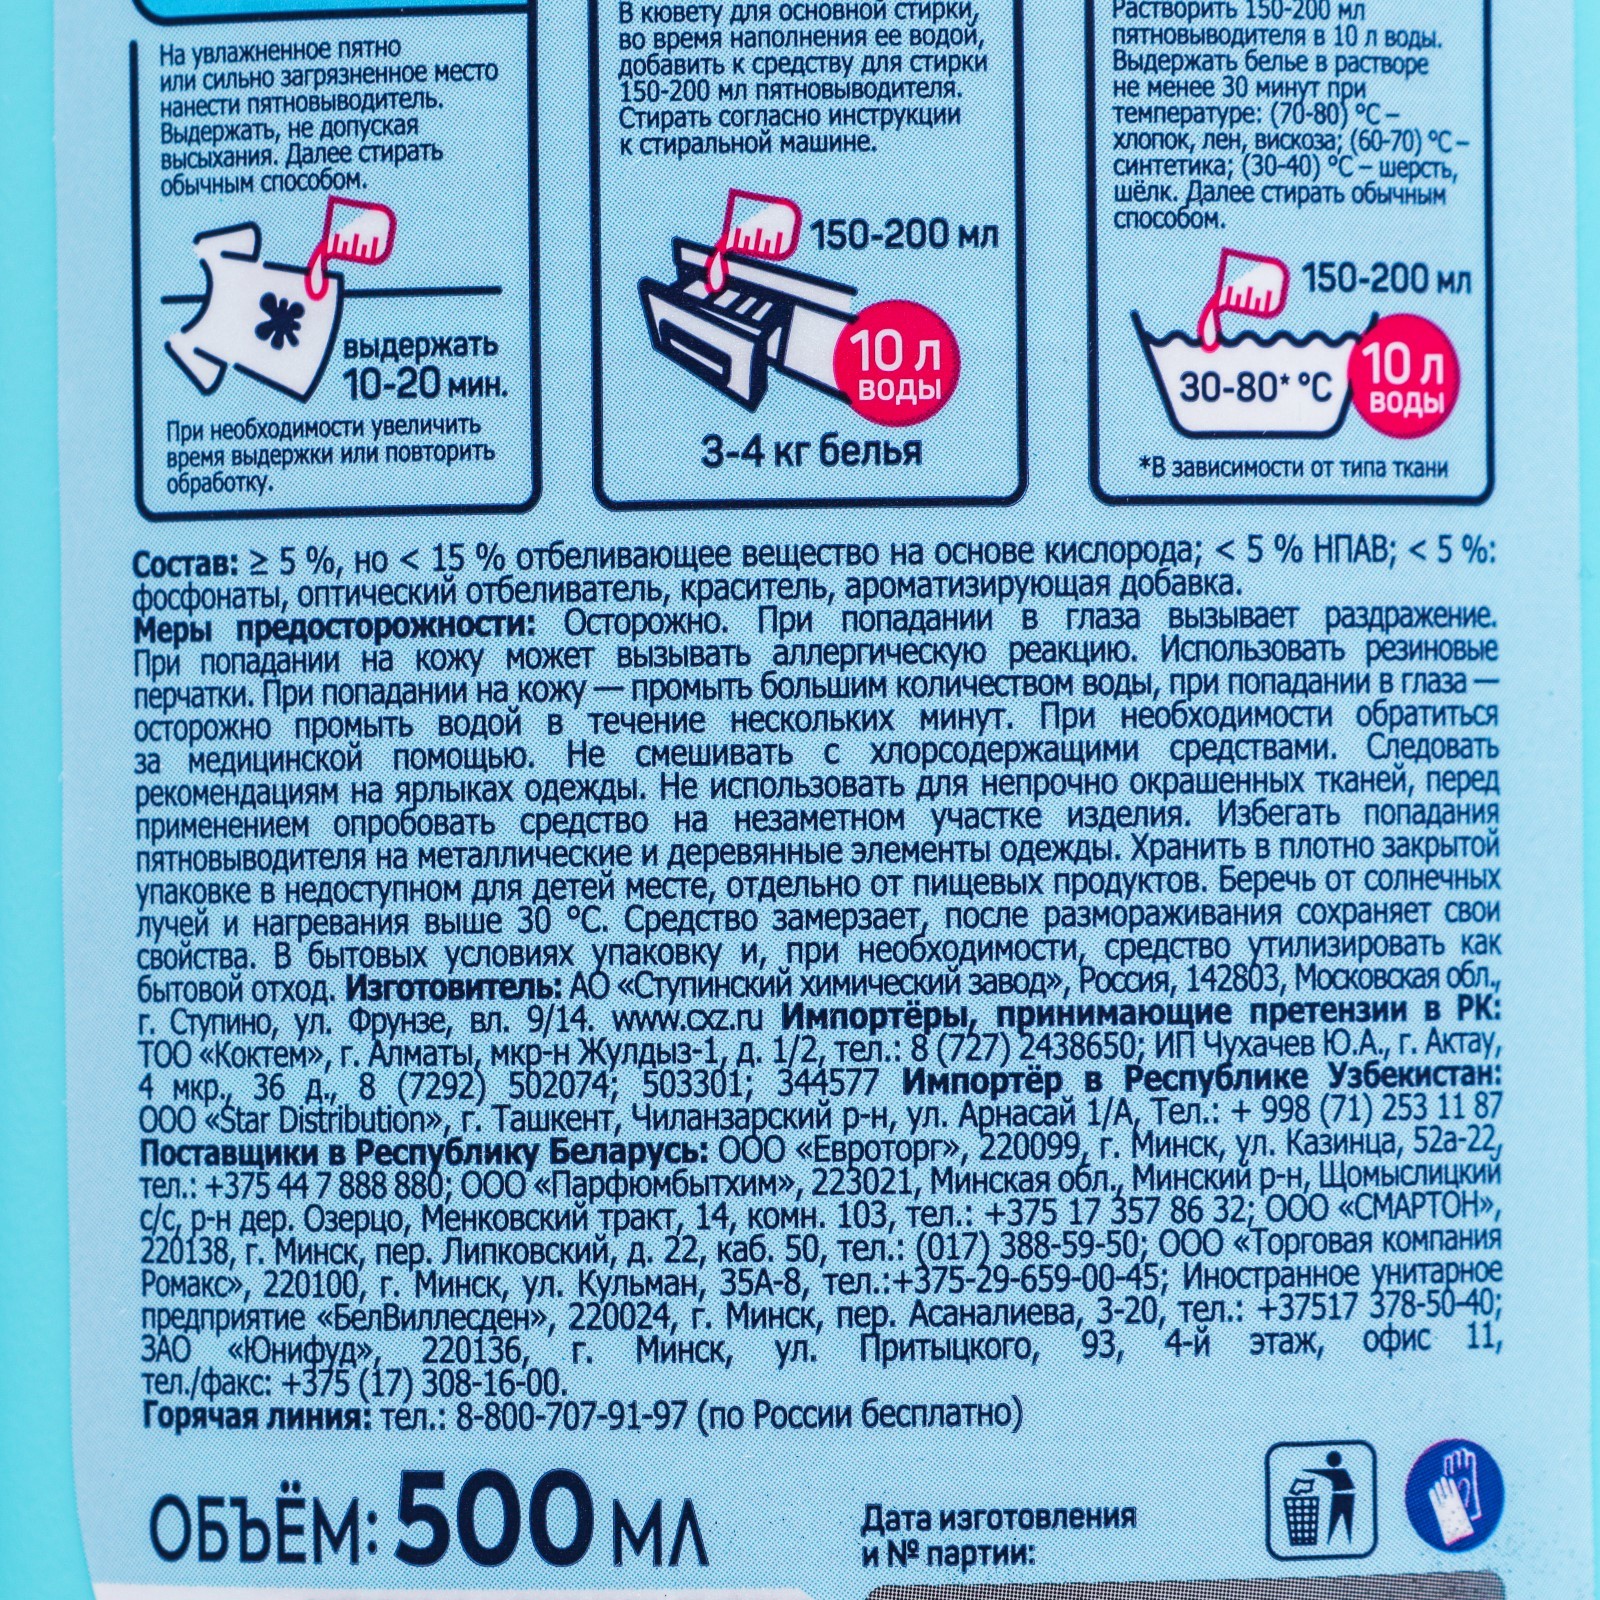 На увлажненное пятно
или сильно загрязненное место
нанести пятновыводитель.
Выдержать, не допуская
высыхания. Далее стирать
обычным способом.
выдержать
10-20 мин.
При необходимости увеличить
время выдержки или повторить
обработку.
В кювету для основной стирки,
во время наполнения ее водой,
добавить к средству для стирки
150-200 мл пятновыводителя.
Стирать согласно инструкции
к стиральной машине.
150-200 мл
10 л
воды
3-4 кг белья
Растворить 150-200 мл
пятновыводителя в 10 л воды.
Выдержать белье в растворе
не менее 30 минут при
температуре: (70-80) °С –
хлопок, лен, вискоза; (60-70) °С –
синтетика; (30-40) °С – шерсть,
шёлк. Далее стирать обычным
способом.
150-200 мл
30-80* °С
10 л
воды
*В зависимости от типа ткани
Состав: ≥ 5 %, но < 15 % отбеливающее вещество на основе кислорода; < 5 % НПАВ; < 5 %:
фосфонаты, оптический отбеливатель, краситель, ароматизирующая добавка.
Меры предосторожности: Осторожно. При попадании в глаза вызывает раздражение.
При попадании на кожу может вызывать аллергическую реакцию. Использовать резиновые
перчатки. При попадании на кожу — промыть большим количеством воды, при попадании в глаза —
осторожно промыть водой в течение нескольких минут. При необходимости обратиться
за медицинской помощью. Не смешивать с хлорсодержащими средствами. Следовать
рекомендациям на ярлыках одежды. Не использовать для непрочно окрашенных тканей, перед
применением опробовать средство на незаметном участке изделия. Избегать попадания
пятновыводителя на металлические и деревянные элементы одежды. Хранить в плотно закрытой
упаковке в недоступном для детей месте, отдельно от пищевых продуктов. Беречь от солнечных
лучей и нагревания выше 30 °С. Средство замерзает, после размораживания сохраняет свои
свойства. В бытовых условиях упаковку и, при необходимости, средство утилизировать как
бытовой отход. Изготовитель: АО «Ступинский химический завод», Россия, 142803, Московская обл.,
г. Ступино, ул. Фрунзе, вл. 9/14. www.cxz.ru Импортёры, принимающие претензии в РК:
ТОО «Коктем», г. Алматы, мкр-н Жулдыз-1, д. 1/2, тел.: 8 (727) 2438650; ИП Чухачев Ю.А., г. Актау,
4 мкр., 36 д., 8 (7292) 502074; 503301; 344577 Импортёр в Республике Узбекистан:
ООО «Star Distribution», г. Ташкент, Чиланзарский р-н, ул. Арнасай 1/А, Тел.: + 998 (71) 253 11 87
Поставщики в Республику Беларусь: ООО «Евроторг», 220099, г. Минск, ул. Казинца, 52а-22,
тел.: +375 44 7 888 880; ООО «Парфюмбытхим», 223021, Минская обл., Минский р-н, Щомыслицкий
с/с, р-н дер. Озерцо, Менковский тракт, 14, комн. 103, тел.: +375 17 357 86 32; ООО «СМАРТОН»,
220138, г. Минск, пер. Липковский, д. 22, каб. 50, тел.: (017) 388-59-50; ООО «Торговая компания
Ромакс», 220100, г. Минск, ул. Кульман, 35А-8, тел.:+375-29-659-00-45; Иностранное унитарное
предприятие «БелВиллесден», 220024, г. Минск, пер. Асаналиева, 3-20, тел.: +37517 378-50-40;
ЗАО «Юнифуд», 220136, г. Минск, ул. Притыцкого, 93, 4-й этаж, офис 11,
тел./факс: +375 (17) 308-16-00.
Горячая линия: тел.: 8-800-707-91-97 (по России бесплатно)
ОБЪЁМ: 500 МЛ
Дата изготовления
и № партии: